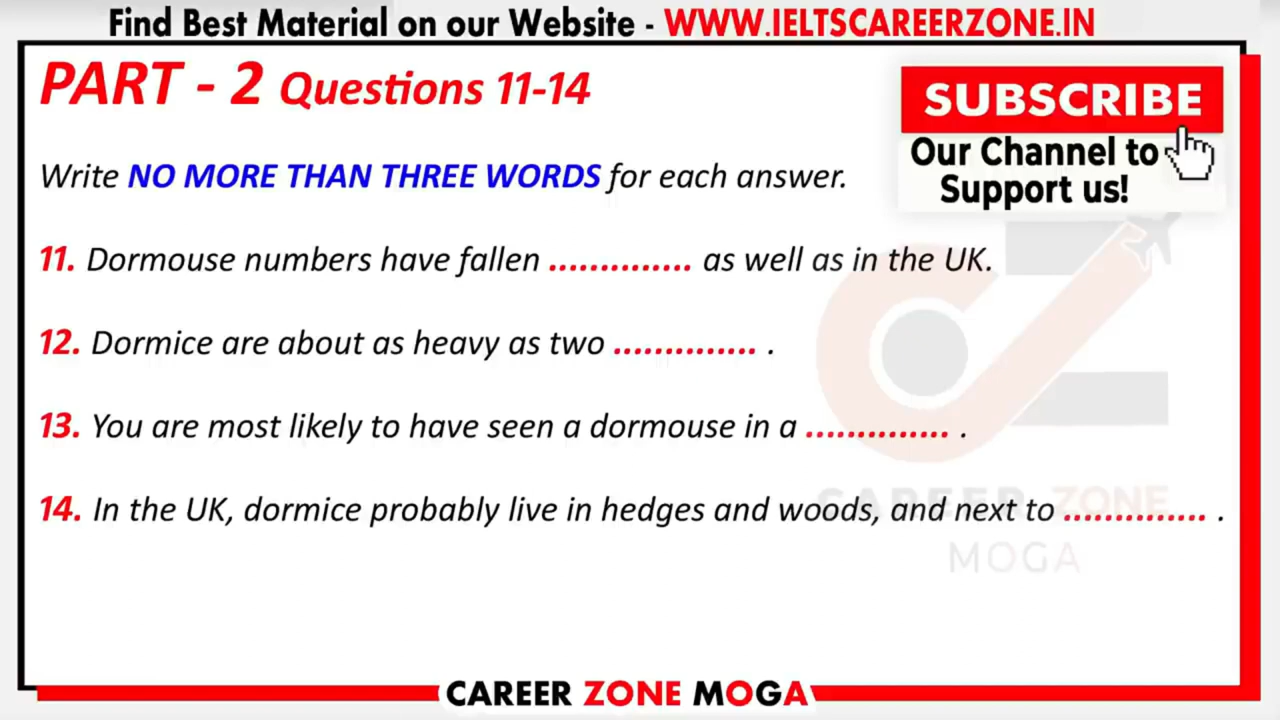 Find Best Material on our Website - WWW.IELTSCAREERZONE.IN
PART - 2 Questions 11-14
SUBSCRIBE
Our Channel to
Support us!
Write NO MORE THAN THREE WORDS for each answer.
11. Dormouse numbers have fallen .............. as well as in the UK.
12. Dormice are about as heavy as two .............. .
13. You are most likely to have seen a dormouse in a .............. .
14. In the UK, dormice probably live in hedges and woods, and next to .............. .
CAREER ZONE
MOGA
CAREER ZONE MOGA